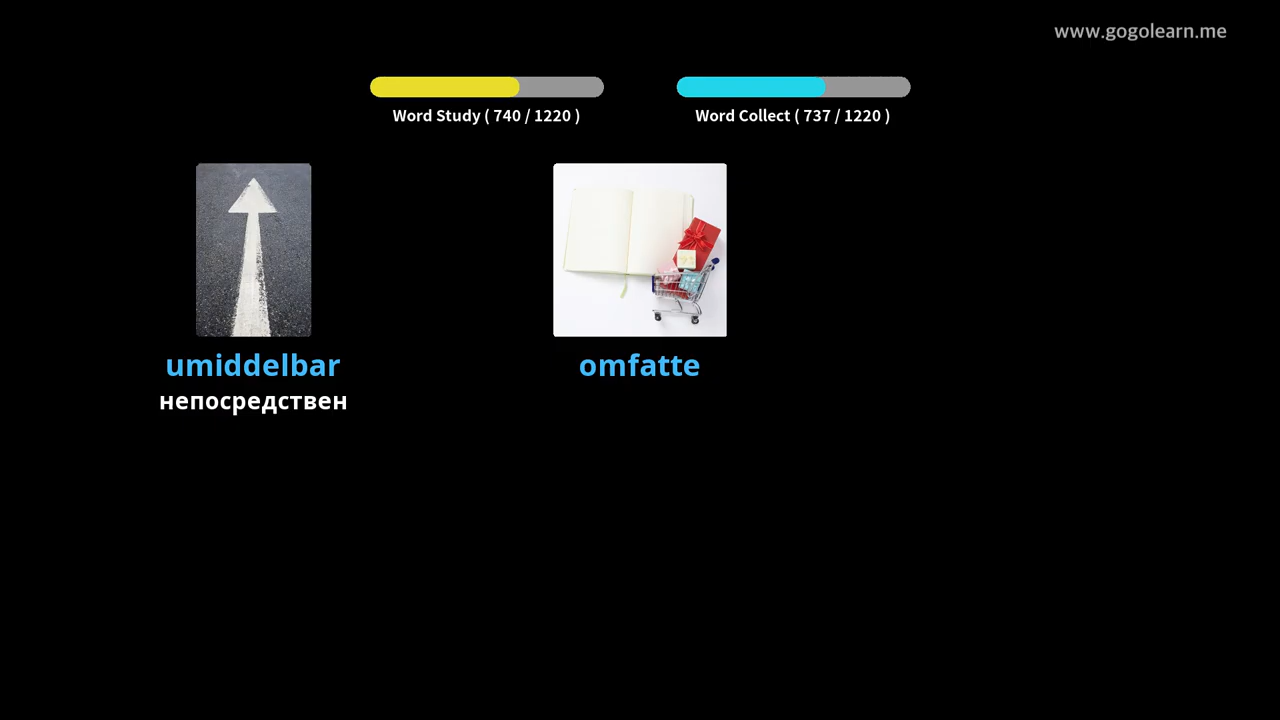 www.gogolearn.me
Word Study ( 740 / 1220 )
Word Collect ( 737 / 1220 )
umiddelbar
непосредствен
omfatte